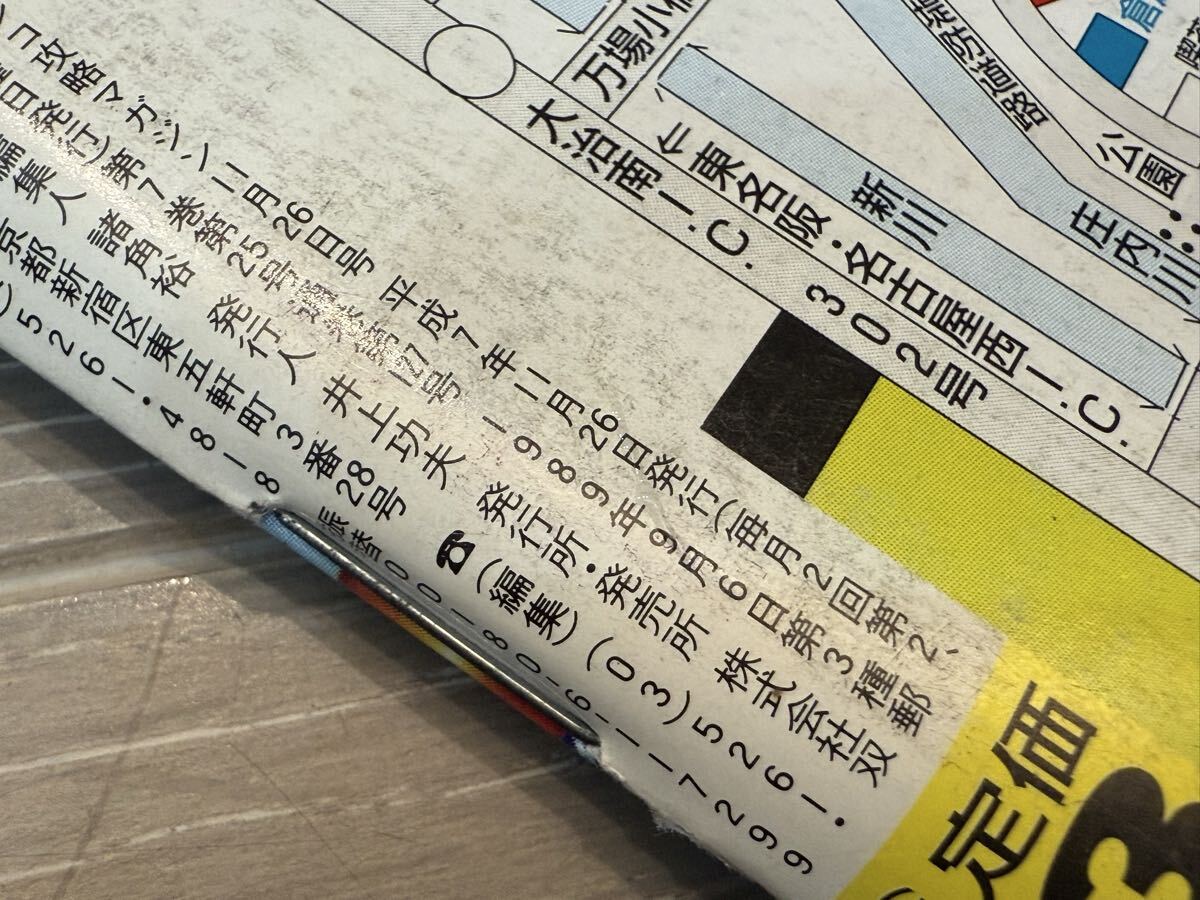 コ攻略マガジン11月26日号 平成7年11月26日発行(毎月2回第2、
日発行)第7巻第25号 1989年9月6日第3種郵
編集人 諸角裕 発行人 井上功夫 発行所・発売所 株式会社双
京都新宿区東五軒町3番28号 ☎(編集)(03)5261・
5261・4818 振替00180-6-117299
定価
3
万場小
大治南I.C.
⇐東名阪・名古屋西I.C.
302号
新川
庄内川
堤防道路
公園